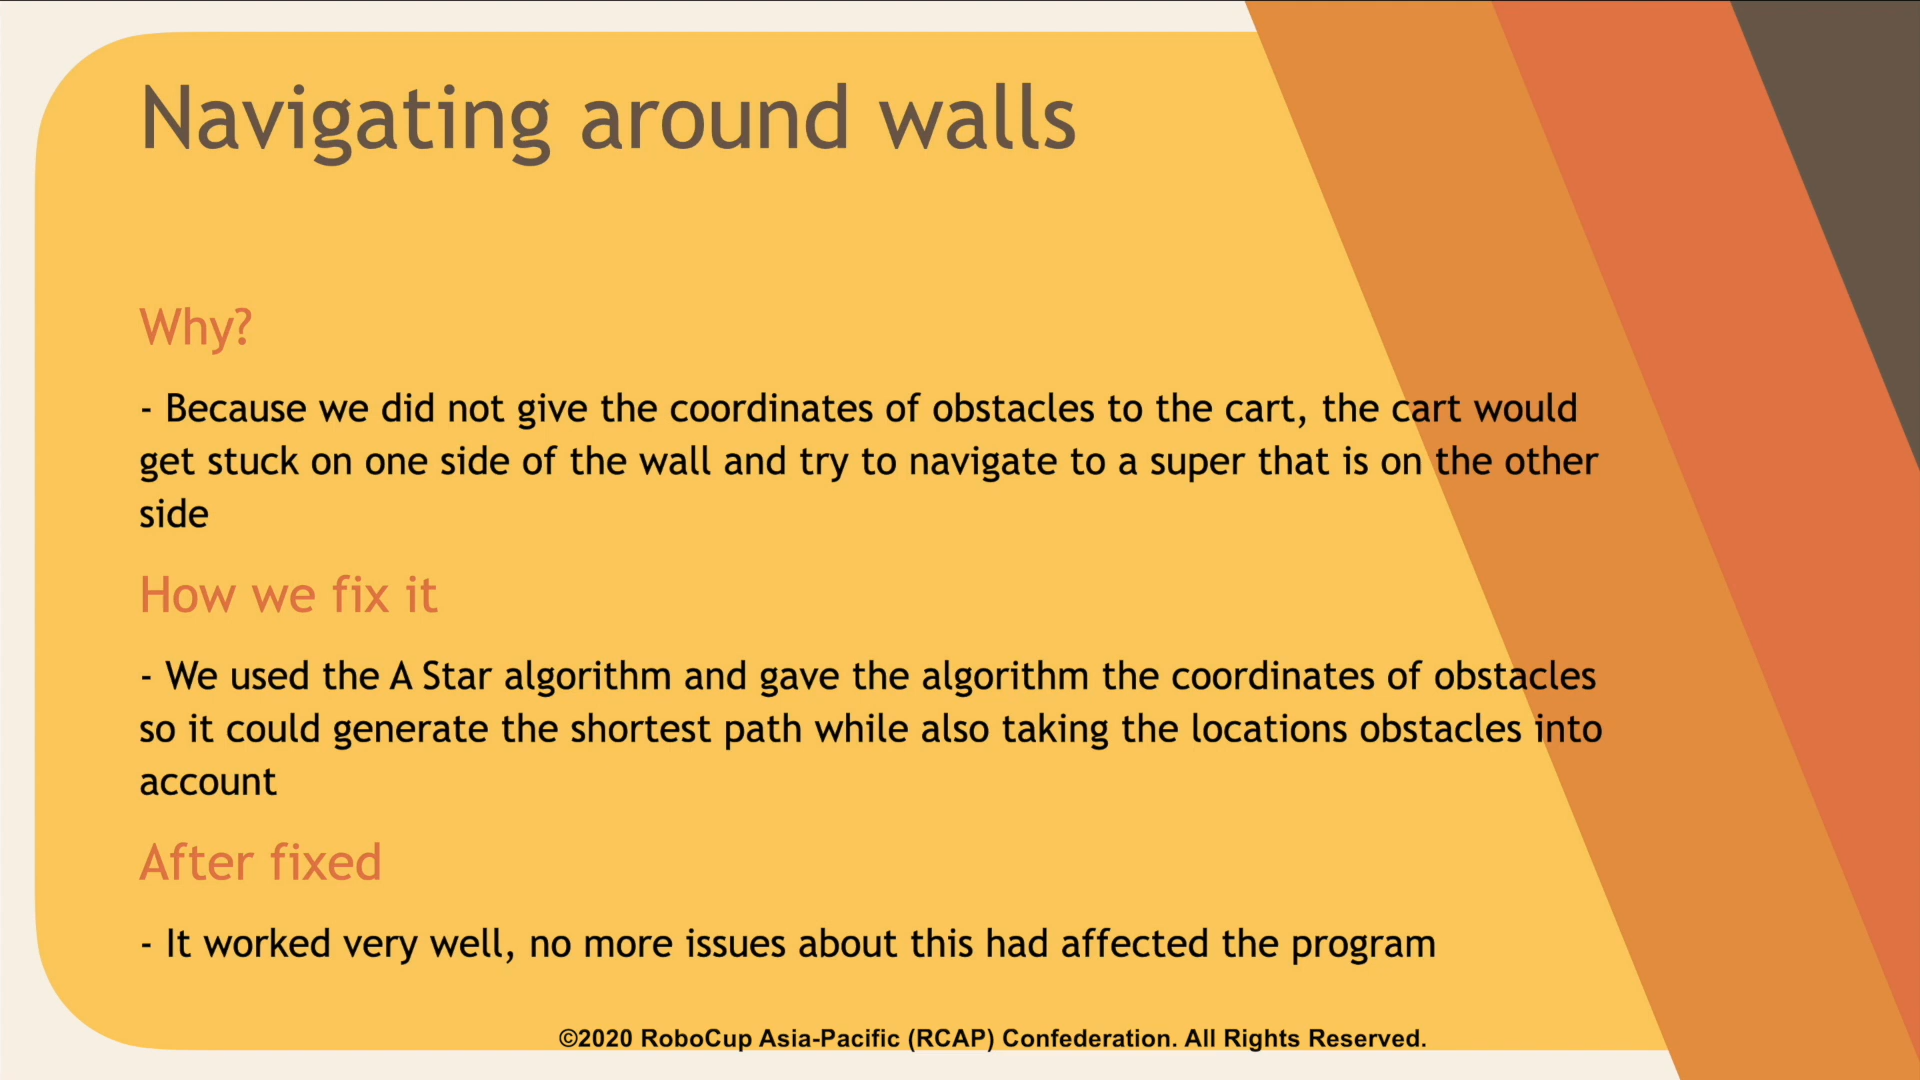 Navigating around walls
Why?
- Because we did not give the coordinates of obstacles to the cart, the cart would
get stuck on one side of the wall and try to navigate to a super that is on the other
side
How we fix it
- We used the A Star algorithm and gave the algorithm the coordinates of obstacles
so it could generate the shortest path while also taking the locations obstacles into
account
After fixed
- It worked very well, no more issues about this had affected the program
©2020 RoboCup Asia-Pacific (RCAP) Confederation. All Rights Reserved.